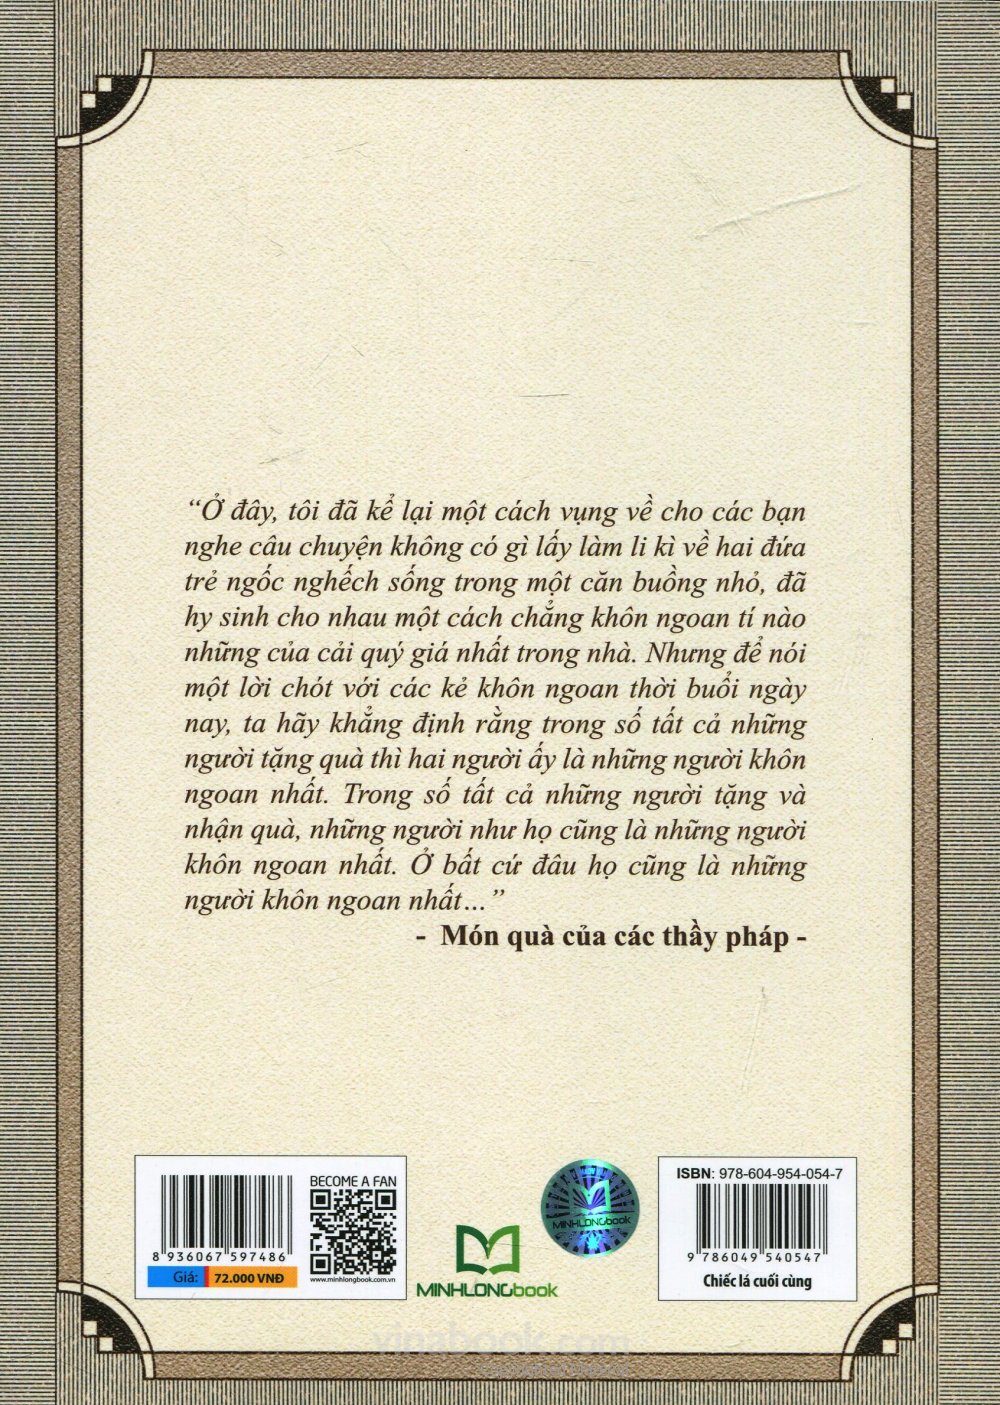 “Ở đây, tôi đã kể lại một cách vụng về cho các bạn
nghe câu chuyện không có gì lấy làm li kì về hai đứa
trẻ ngốc nghếch sống trong một căn buồng nhỏ, đã
hy sinh cho nhau một cách chẳng khôn ngoan tí nào
những của cải quý giá nhất trong nhà. Nhưng để nói
một lời chót với các kẻ khôn ngoan thời buổi ngày
nay, ta hãy khẳng định rằng trong số tất cả những
người tặng quà thì hai người ấy là những người khôn
ngoan nhất. Trong số tất cả những người tặng và
nhận quà, những người như họ cũng là những người
khôn ngoan nhất. Ở bất cứ đâu họ cũng là những
người khôn ngoan nhất...”
- Món quà của các thầy pháp -
BECOME A FAN
8 936067 597486
Giá: 72.000 VNĐ
www.minhlongbook.com.vn
MINHLONGbook
MINHLONGbook
ISBN: 978-604-954-054-7
9 786049 540547
Chiếc lá cuối cùng
vinabook.com